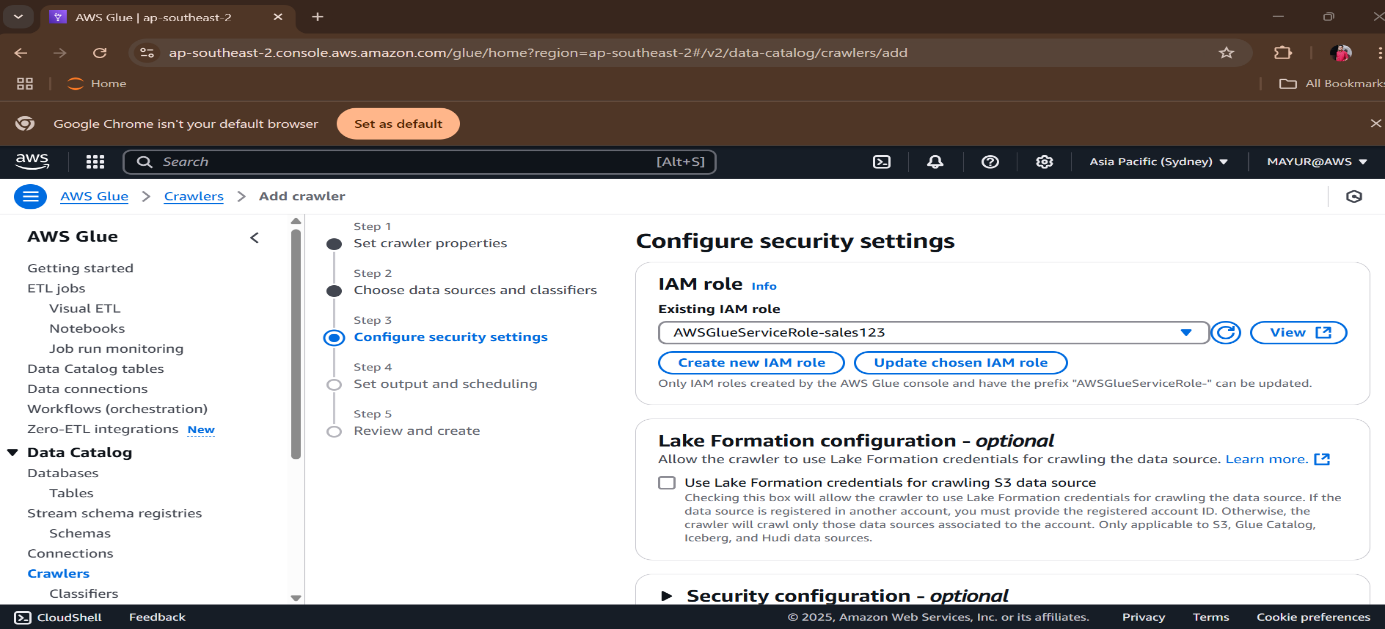 AWS Glue | ap-southeast-2
ap-southeast-2.console.aws.amazon.com/glue/home?region=ap-southeast-2#/v2/data-catalog/crawlers/add
Home
All Bookmarks
Google Chrome isn't your default browser
Set as default
aws
Search
[Alt+S]
Asia Pacific (Sydney)
MAYUR@AWS
AWS Glue > Crawlers > Add crawler
AWS Glue
Getting started
ETL jobs
Visual ETL
Notebooks
Job run monitoring
Data Catalog tables
Data connections
Workflows (orchestration)
Zero-ETL integrations New
Data Catalog
Databases
Tables
Stream schema registries
Schemas
Connections
Crawlers
Classifiers
Step 1
Set crawler properties
Step 2
Choose data sources and classifiers
Step 3
Configure security settings
Step 4
Set output and scheduling
Step 5
Review and create
Configure security settings
IAM role Info
Existing IAM role
AWSGlueServiceRole-sales123
View
Create new IAM role
Update chosen IAM role
Only IAM roles created by the AWS Glue console and have the prefix "AWSGlueServiceRole-" can be updated.
Lake Formation configuration - optional
Allow the crawler to use Lake Formation credentials for crawling the data source. Learn more.
Use Lake Formation credentials for crawling S3 data source
Checking this box will allow the crawler to use Lake Formation credentials for crawling the data source. If the
data source is registered in another account, you must provide the registered account ID. Otherwise, the
crawler will crawl only those data sources associated to the account. Only applicable to S3, Glue Catalog,
Iceberg, and Hudi data sources.
Security configuration - optional
CloudShell
Feedback
© 2025, Amazon Web Services, Inc. or its affiliates.
Privacy
Terms
Cookie preferences